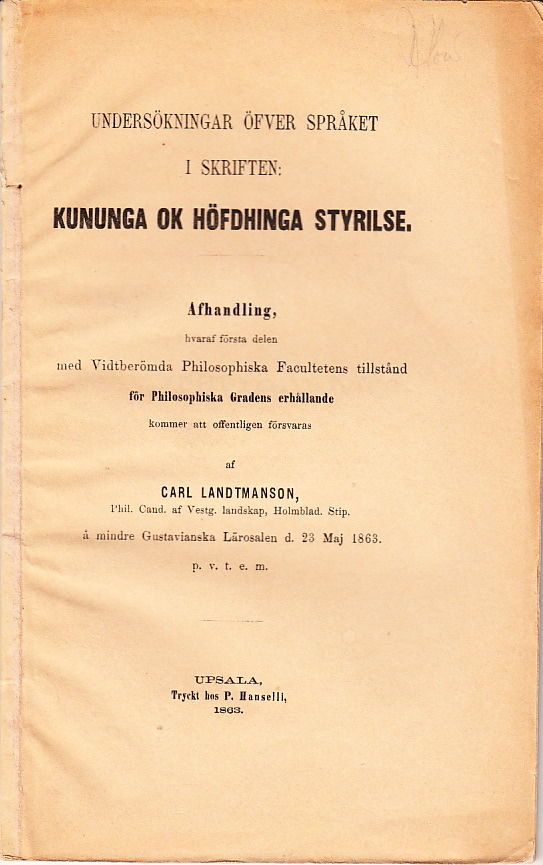 UNDERSÖKNINGAR ÖFVER SPRÅKET
I SKRIFTEN:
KUNUNGA OK HÖFDHINGA STYRILSE.
Afhandling,
hvaraf första delen
med Vidtberömda Philosophiska Facultetens tillstånd
för Philosophiska Gradens erhållande
kommer att offentligen försvaras
af
CARL LANDTMANSON,
Phil. Cand. af Vestg. landskap, Holmblad. Stip.
å mindre Gustavianska Lärosalen d. 23 Maj 1863.
p. v. t. e. m.
UPSALA,
Tryckt hos P. Hanselli,
1863.